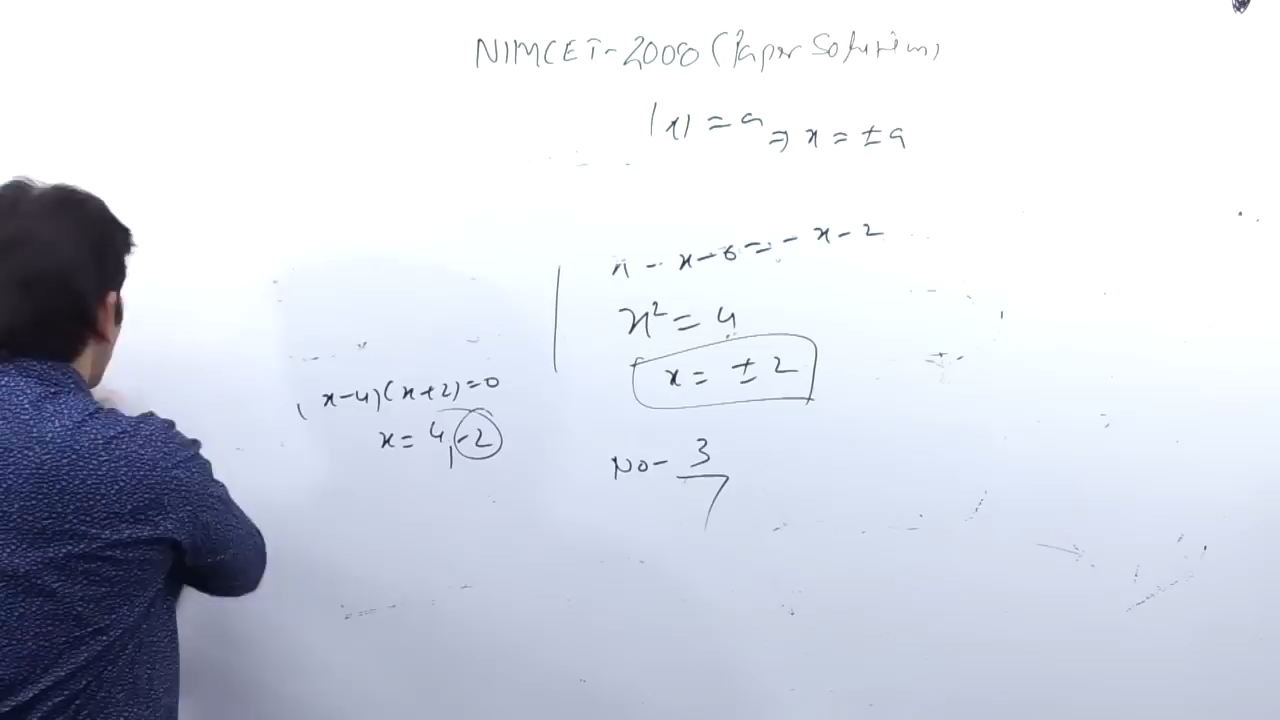 NIMCET-2008 (Paper Solution)
|x| = a ⇒ x = ±a
(x-4)(x+2)=0
x = 4, -2
x - x-6 = - x-2
x² = 4
x = ± 2
No- 3